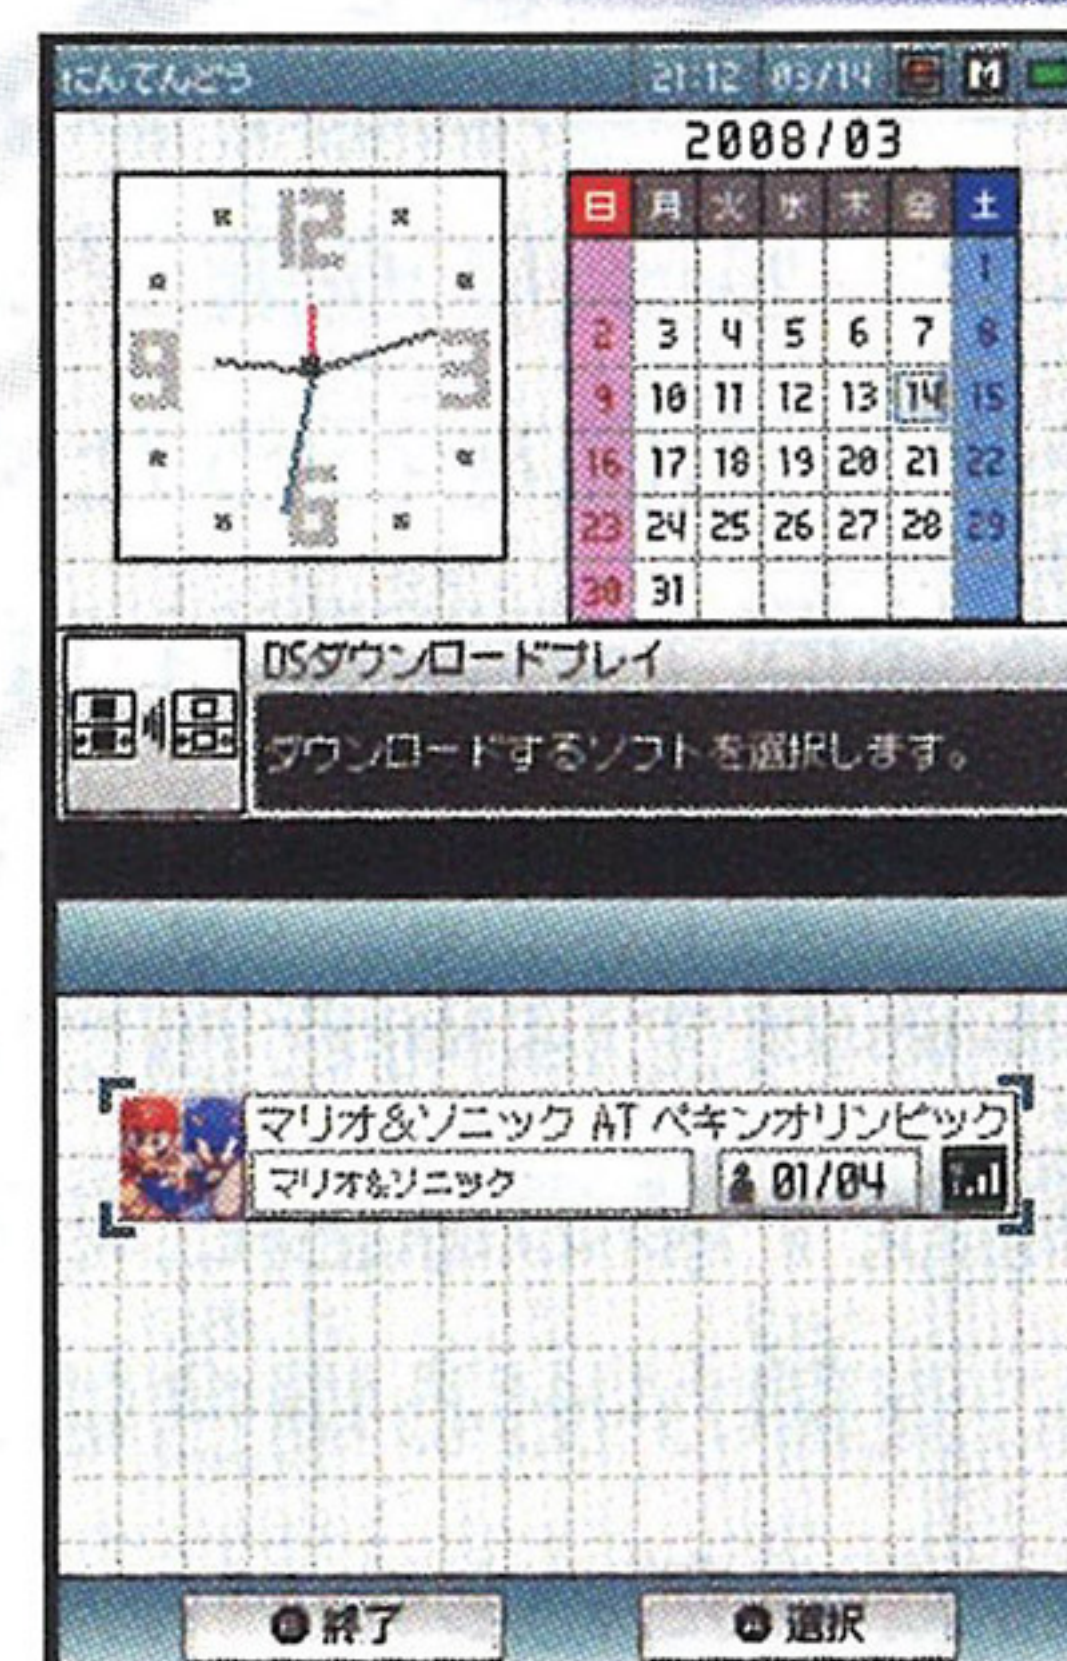 にんてんどう 21:12 03/14 M
2008/03
日 月 火 水 木 金 土
1
2 3 4 5 6 7 8
9 10 11 12 13 14 15
16 17 18 19 20 21 22
23 24 25 26 27 28 29
30 31
12
3
6
9
DSダウンロードプレイ
ダウンロードするソフトを選択します。
マリオ&ソニック AT ペキンオリンピック
マリオ&ソニック 01/04
B 終了 A 選択